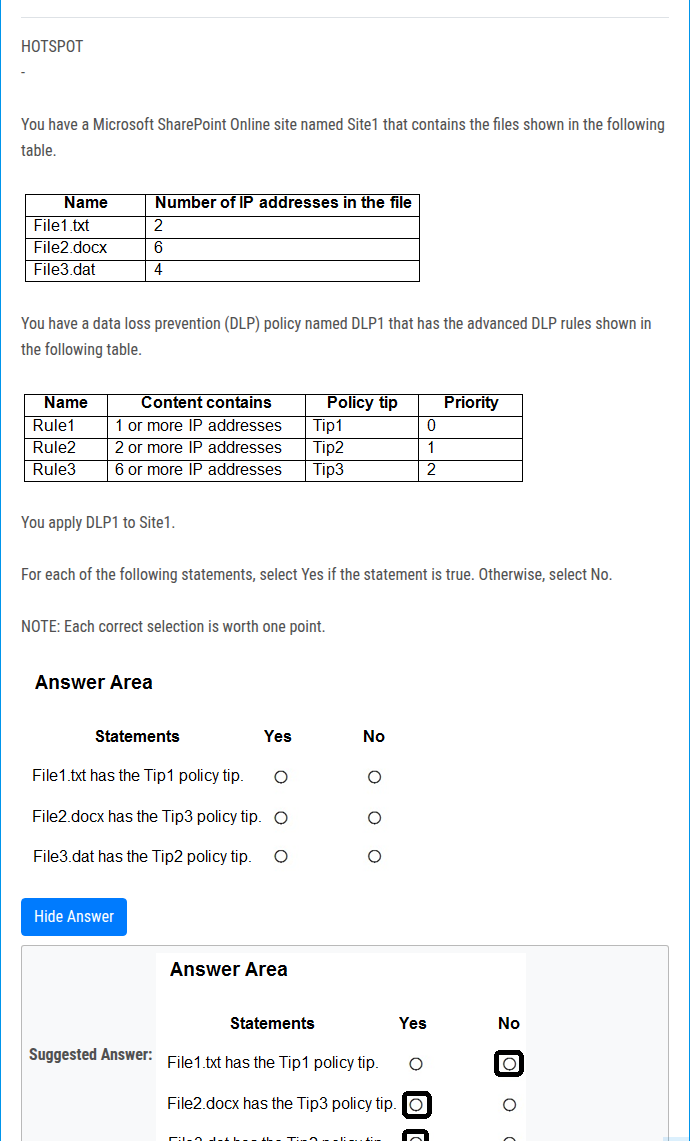 HOTSPOT
-
You have a Microsoft SharePoint Online site named Site1 that contains the files shown in the following
table.
Name Number of IP addresses in the file
File1.txt 2
File2.docx 6
File3.dat 4
You have a data loss prevention (DLP) policy named DLP1 that has the advanced DLP rules shown in
the following table.
Name Content contains Policy tip Priority
Rule1 1 or more IP addresses Tip1 0
Rule2 2 or more IP addresses Tip2 1
Rule3 6 or more IP addresses Tip3 2
You apply DLP1 to Site1.
For each of the following statements, select Yes if the statement is true. Otherwise, select No.
NOTE: Each correct selection is worth one point.
Answer Area
Statements Yes No
File1.txt has the Tip1 policy tip.
File2.docx has the Tip3 policy tip.
File3.dat has the Tip2 policy tip.
Hide Answer
Answer Area
Statements Yes No
Suggested Answer:
File1.txt has the Tip1 policy tip.
File2.docx has the Tip3 policy tip.